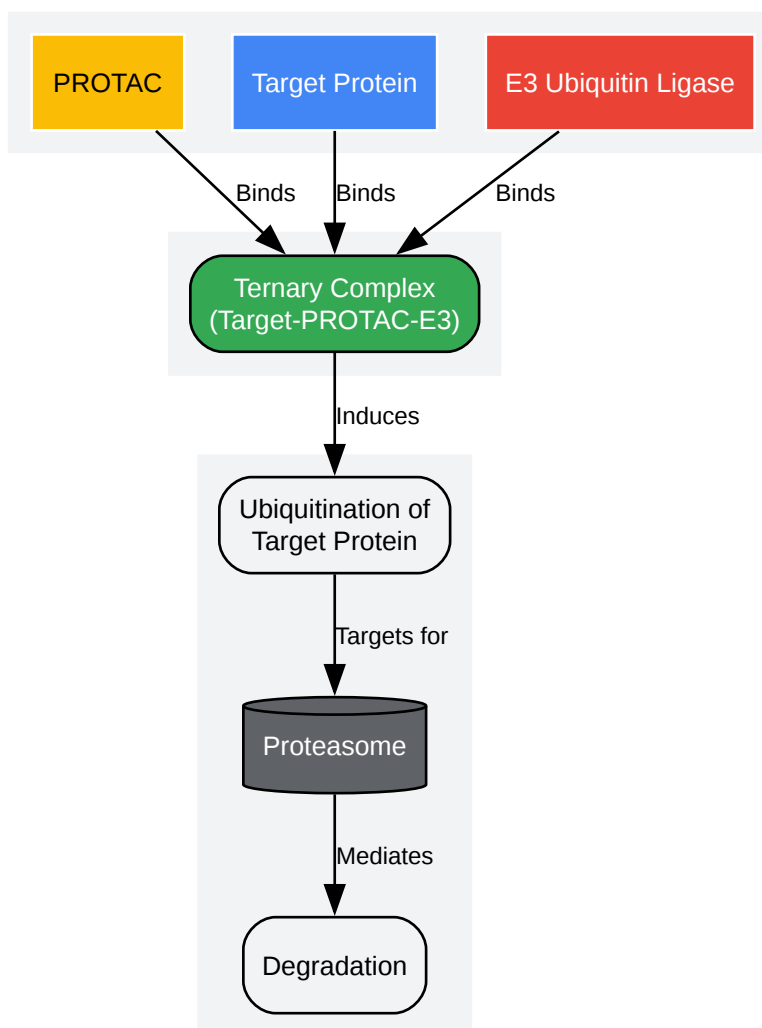 PROTAC
Target Protein
E3 Ubiquitin Ligase
Binds
Binds
Binds
Ternary Complex
(Target-PROTAC-E3)
Induces
Ubiquitination of
Target Protein
Targets for
Proteasome
Mediates
Degradation